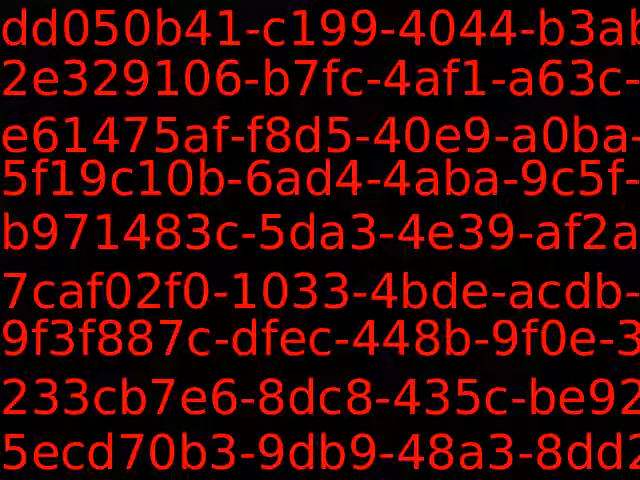 dd050b41-c199-4044-b3ab
2e329106-b7fc-4af1-a63c-
e61475af-f8d5-40e9-a0ba-
5f19c10b-6ad4-4aba-9c5f-
b971483c-5da3-4e39-af2a
7caf02f0-1033-4bde-acdb-
9f3f887c-dfec-448b-9f0e-3
233cb7e6-8dc8-435c-be92
5ecd70b3-9db9-48a3-8dd2